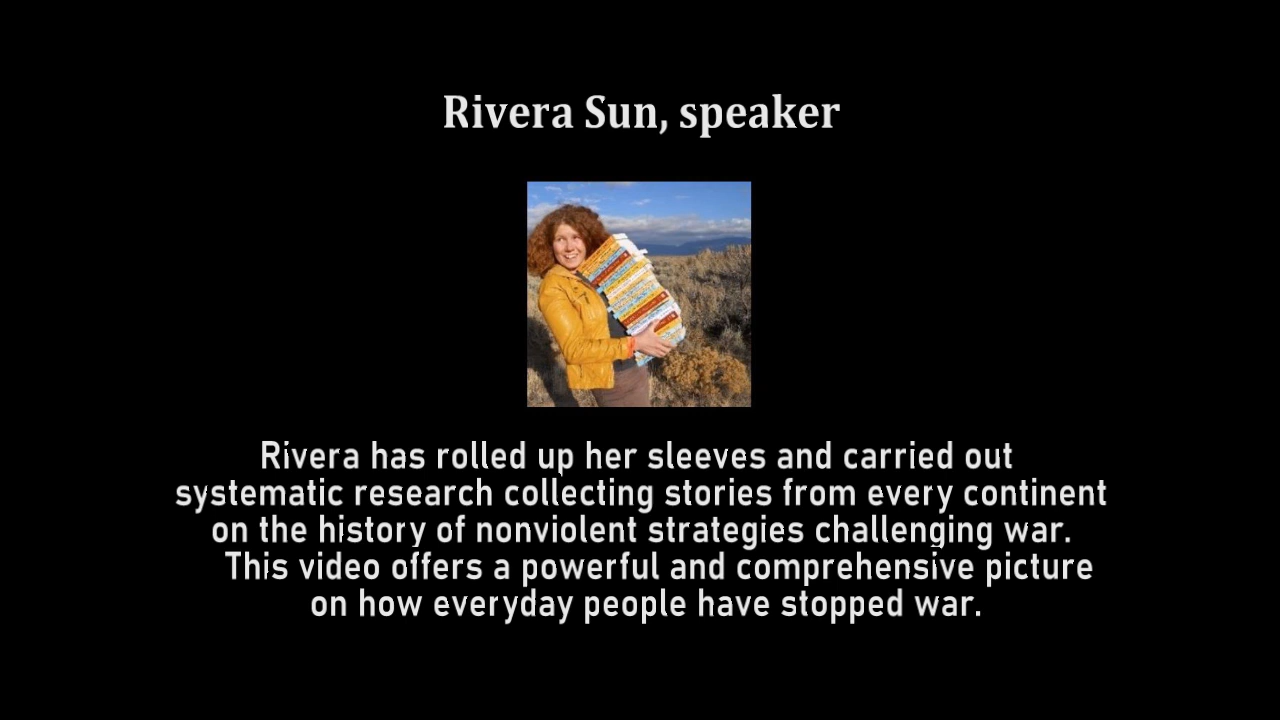 Rivera Sun, speaker
Rivera has rolled up her sleeves and carried out
systematic research collecting stories from every continent
on the history of nonviolent strategies challenging war.
This video offers a powerful and comprehensive picture
on how everyday people have stopped war.